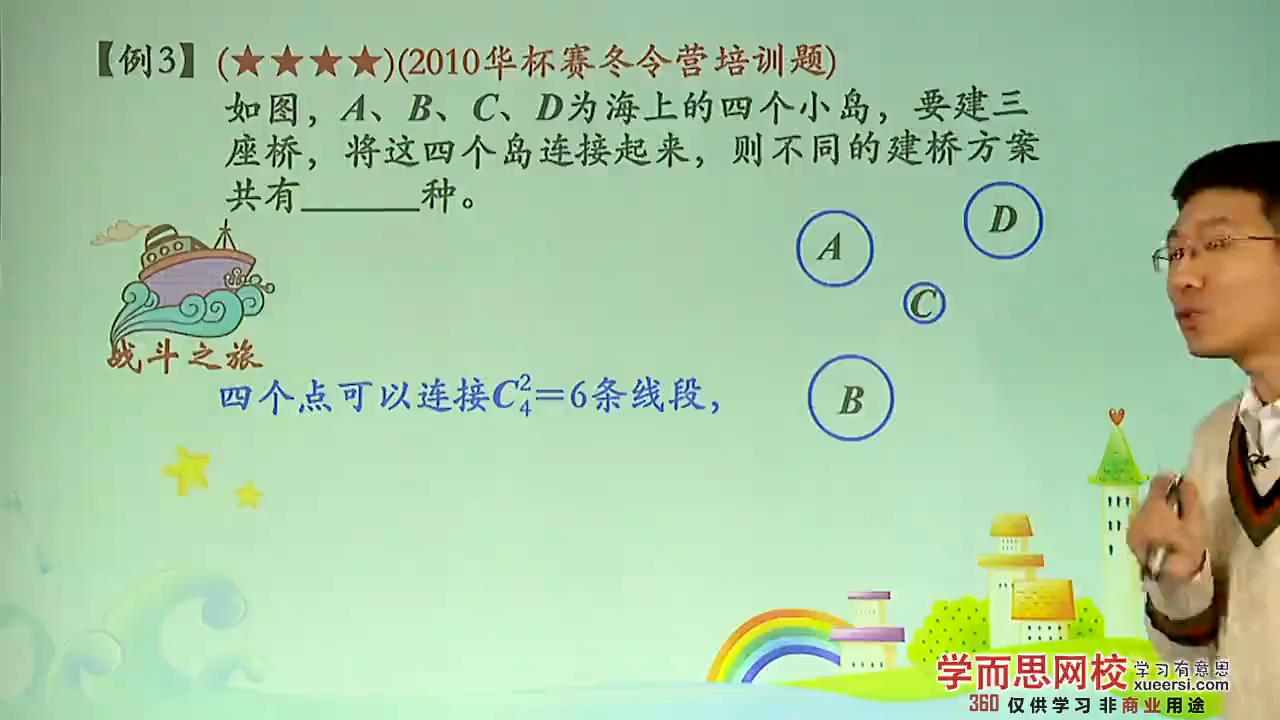 【例3】(★★★★)(2010华杯赛冬令营培训题)
如图，A、B、C、D为海上的四个小岛，要建三
座桥，将这四个岛连接起来，则不同的建桥方案
共有______种。
D
A
C
战斗之旅
四个点可以连接C₄²=6条线段，
B
学而思网校 学习有意思
xueersi.com
360 仅供学习 非商业用途